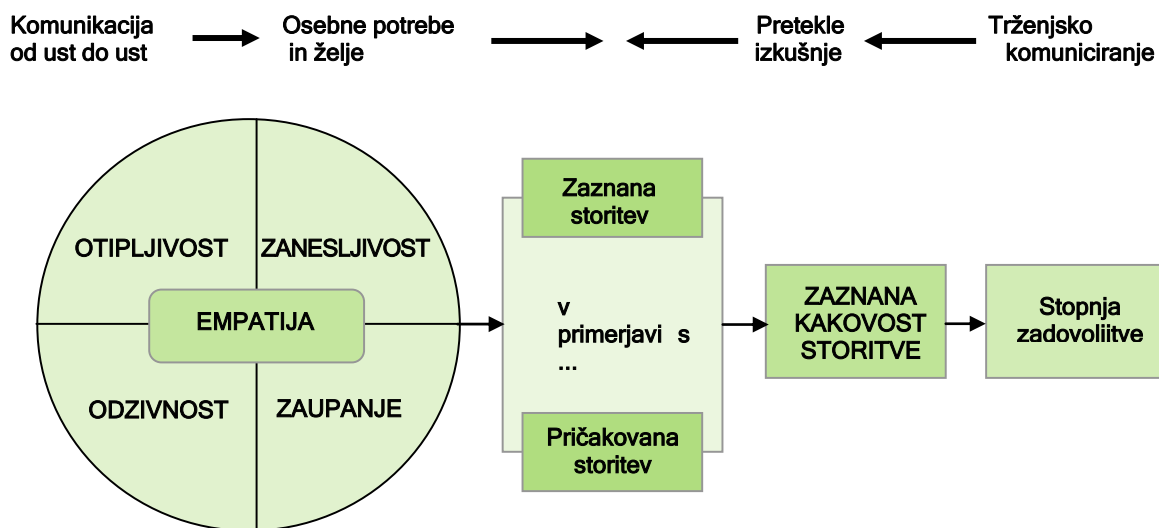 Komunikacija
od ust do ust
Osebne potrebe
in želje
Pretekle
izkušnje
Trženjsko
komuniciranje
OTIPLJIVOST
ZANESLJIVOST
EMPATIJA
ODZIVNOST
ZAUPANJE
Zaznana
storitev
v
primerjavi s
...
Pričakovana
storitev
ZAZNANA
KAKOVOST
STORITVE
Stopnja
zadovoliitve